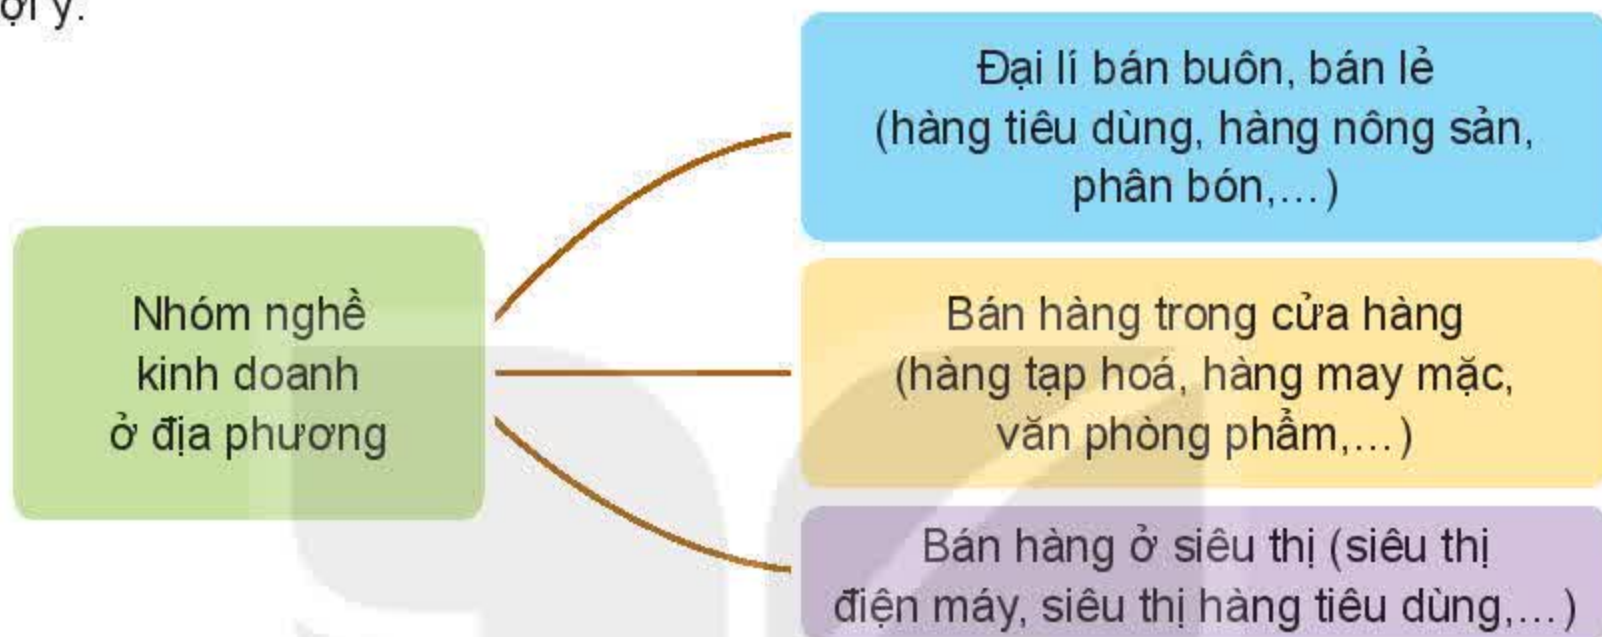 ợi ý:
Đại lí bán buôn, bán lẻ
(hàng tiêu dùng, hàng nông sản,
phân bón,...)
Nhóm nghề
kinh doanh
ở địa phương
Bán hàng trong cửa hàng
(hàng tạp hoá, hàng may mặc,
văn phòng phẩm,...)
Bán hàng ở siêu thị (siêu thị
điện máy, siêu thị hàng tiêu dùng,...)